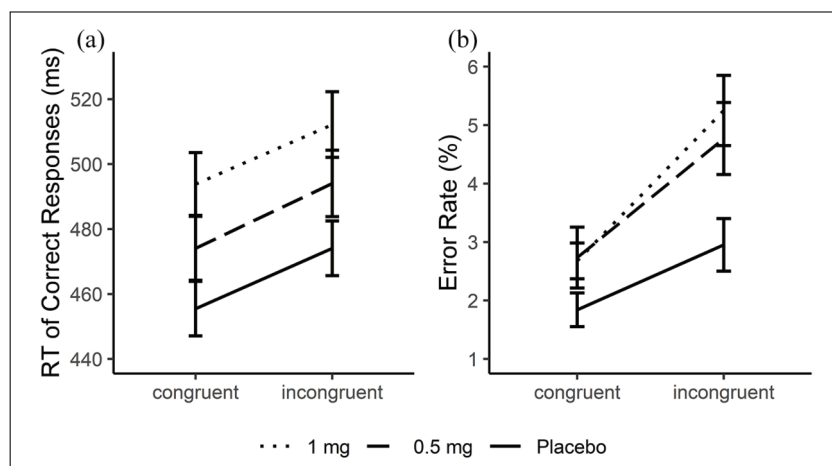 (a)
RT of Correct Responses (ms)
520
500
480
460
440
congruent incongruent
(b)
Error Rate (%)
6
5
4
3
2
1
congruent incongruent
1 mg 0.5 mg Placebo